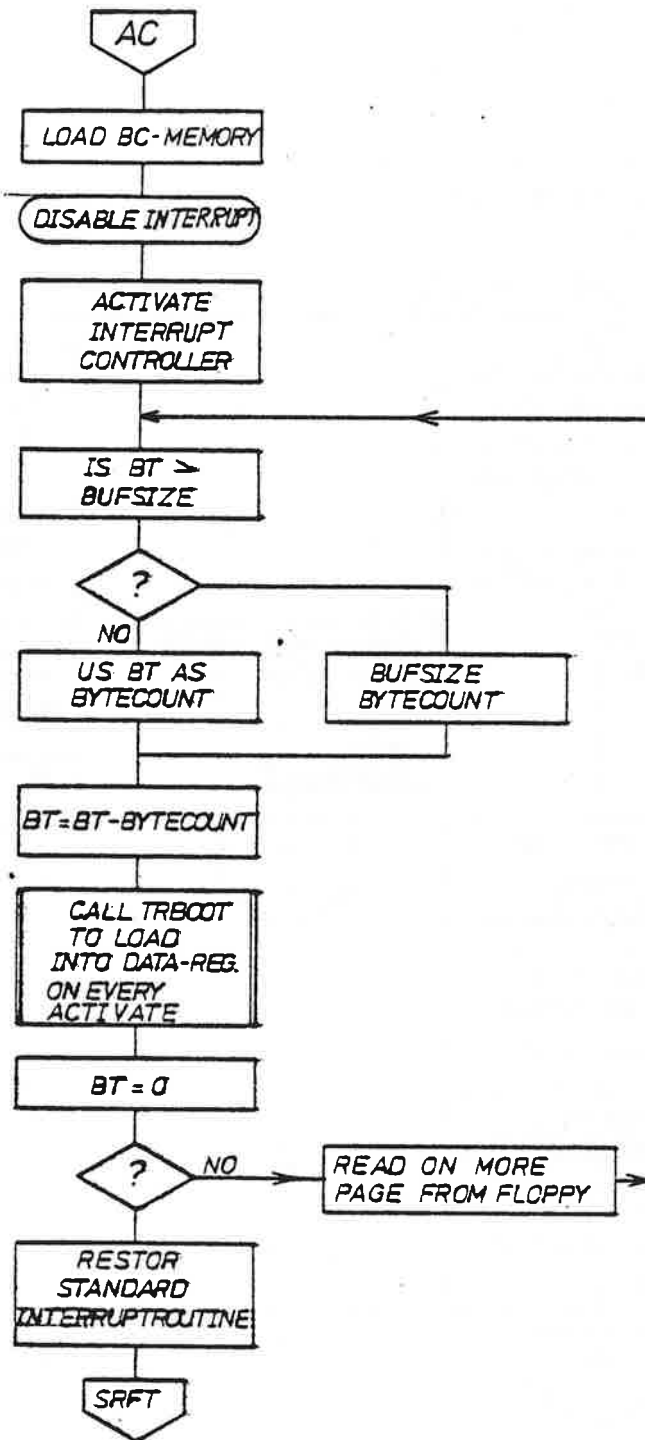 AC
LOAD BC-MEMORY
DISABLE INTERRUPT
ACTIVATE
INTERRUPT
CONTROLLER
IS BT >
BUFSIZE
?
NO
US BT AS
BYTECOUNT
BUFSIZE
BYTECOUNT
BT=BT-BYTECOUNT
CALL TRBOOT
TO LOAD
INTO DATA-REG.
ON EVERY
ACTIVATE
BT = 0
?
NO
READ ON MORE
PAGE FROM FLOPPY
RESTOR
STANDARD
INTERRUPTROUTINE
SRFT